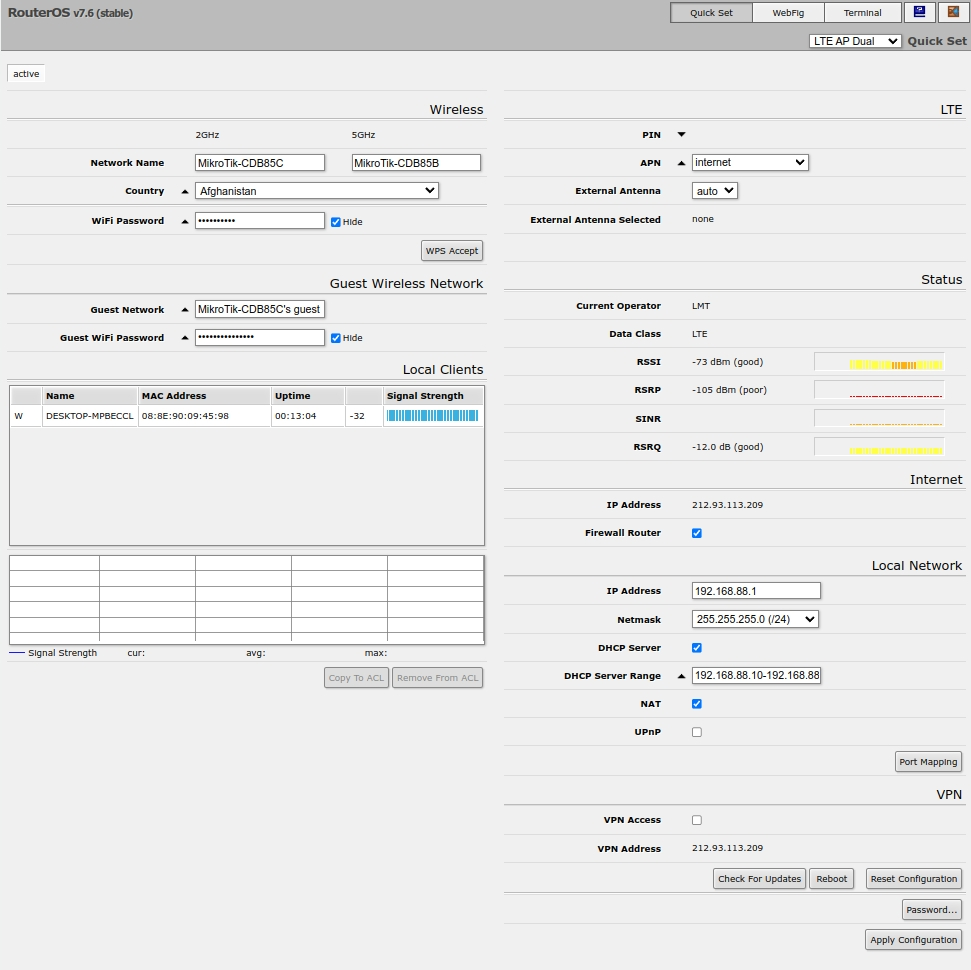 RouterOS v7.6 (stable)
Quick Set
WebFig
Terminal
LTE AP Dual
Quick Set
active
Wireless
2GHz
5GHz
Network Name
MikroTik-CDB85C
MikroTik-CDB85B
Country
Afghanistan
WiFi Password
••••••••••
Hide
WPS Accept
Guest Wireless Network
Guest Network
MikroTik-CDB85C's guest
Guest WiFi Password
•••••••••••••••
Hide
Local Clients
Name MAC Address Uptime Signal Strength
W DESKTOP-MPBECCL 08:8E:90:09:45:98 00:13:04 -32
Signal Strength cur: avg: max:
Copy To ACL
Remove From ACL
LTE
PIN
APN
internet
External Antenna
auto
External Antenna Selected
none
Status
Current Operator
LMT
Data Class
LTE
RSSI
-73 dBm (good)
RSRP
-105 dBm (poor)
SINR
RSRQ
-12.0 dB (good)
Internet
IP Address
212.93.113.209
Firewall Router
Local Network
IP Address
192.168.88.1
Netmask
255.255.255.0 (/24)
DHCP Server
DHCP Server Range
192.168.88.10-192.168.88
NAT
UPnP
Port Mapping
VPN
VPN Access
VPN Address
212.93.113.209
Check For Updates
Reboot
Reset Configuration
Password...
Apply Configuration